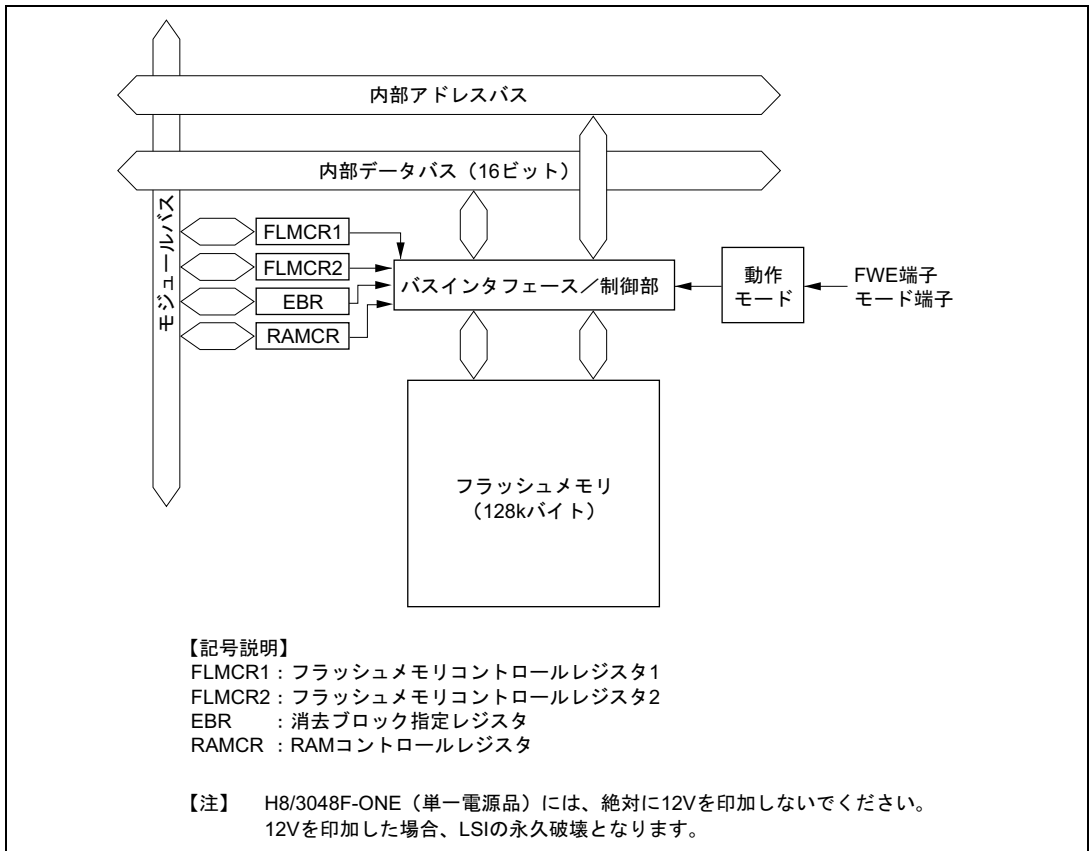 内部アドレスバス
内部データバス（16ビット）
モジュールバス
FLMCR1
FLMCR2
EBR
RAMCR
バスインタフェース／制御部
動作
モード
FWE端子
モード端子
フラッシュメモリ
（128kバイト）
【記号説明】
FLMCR1：フラッシュメモリコントロールレジスタ1
FLMCR2：フラッシュメモリコントロールレジスタ2
EBR　　：消去ブロック指定レジスタ
RAMCR ：RAMコントロールレジスタ
【注】　H8/3048F-ONE（単一電源品）には、絶対に12Vを印加しないでください。
12Vを印加した場合、LSIの永久破壊となります。